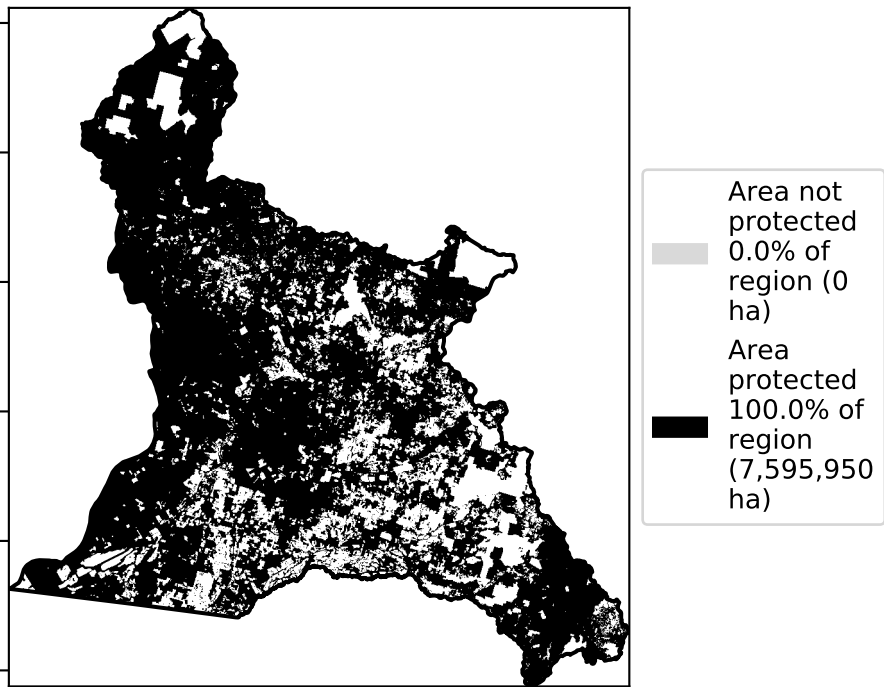 Area not
protected
0.0% of
region (0
ha)
Area
protected
100.0% of
region
(7,595,950
ha)